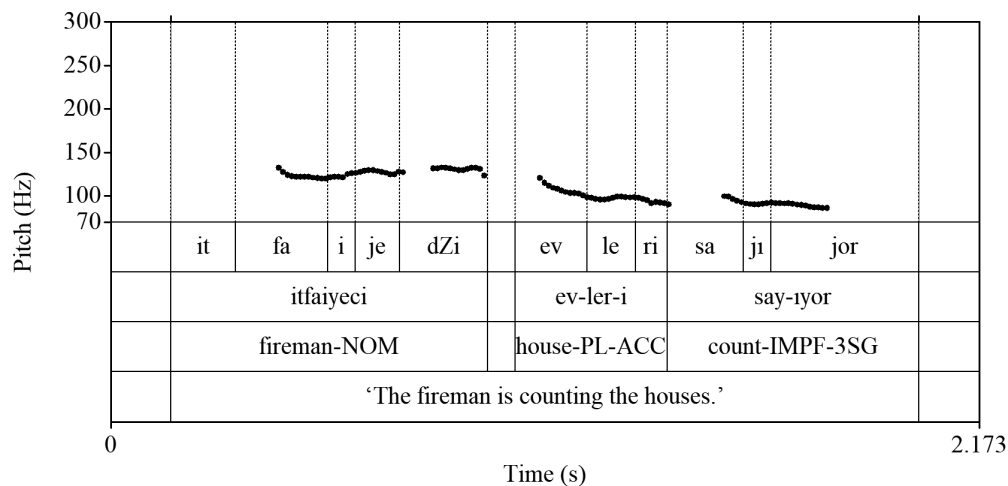 300
250
200
150
100
70
Pitch (Hz)
it fa i je dZi ev le ri sa jı jor
itfaiyeci ev-ler-i say-ıyor
fireman-NOM house-PL-ACC count-IMPF-3SG
‘The fireman is counting the houses.’
0 2.173
Time (s)